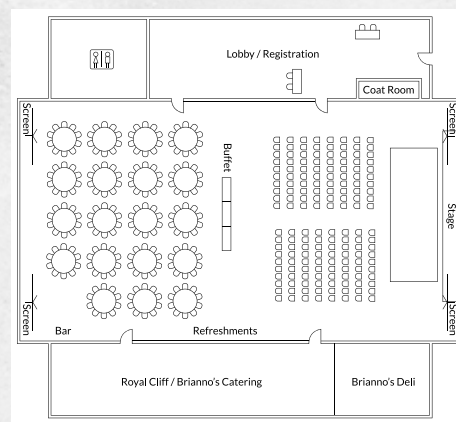 Lobby / Registration
Coat Room
Screen
Screen
Buffet
Stage
Screen
Screen
Bar
Refreshments
Royal Cliff / Brianno's Catering
Brianno's Deli